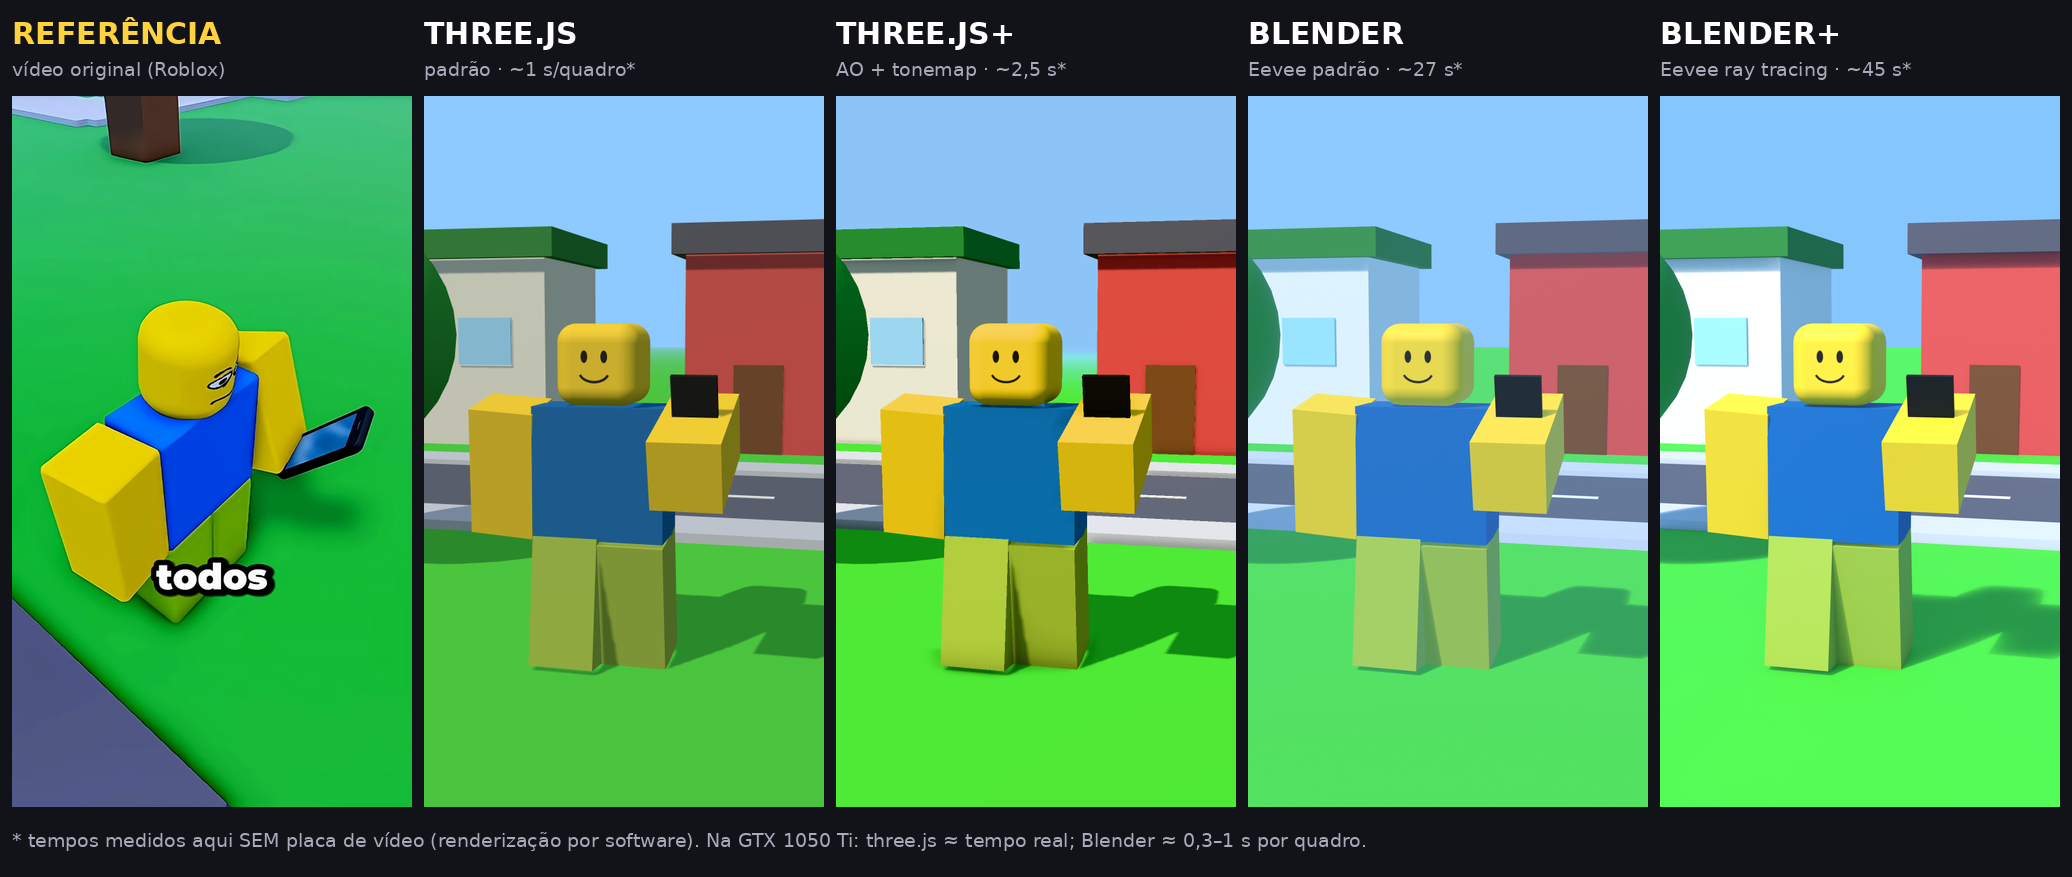 REFERÊNCIA
vídeo original (Roblox)
THREE.JS
padrão · ~1 s/quadro*
THREE.JS+
AO + tonemap · ~2,5 s*
BLENDER
Eevee padrão · ~27 s*
BLENDER+
Eevee ray tracing · ~45 s*
todos
* tempos medidos aqui SEM placa de vídeo (renderização por software). Na GTX 1050 Ti: three.js ≈ tempo real; Blender ≈ 0,3–1 s por quadro.